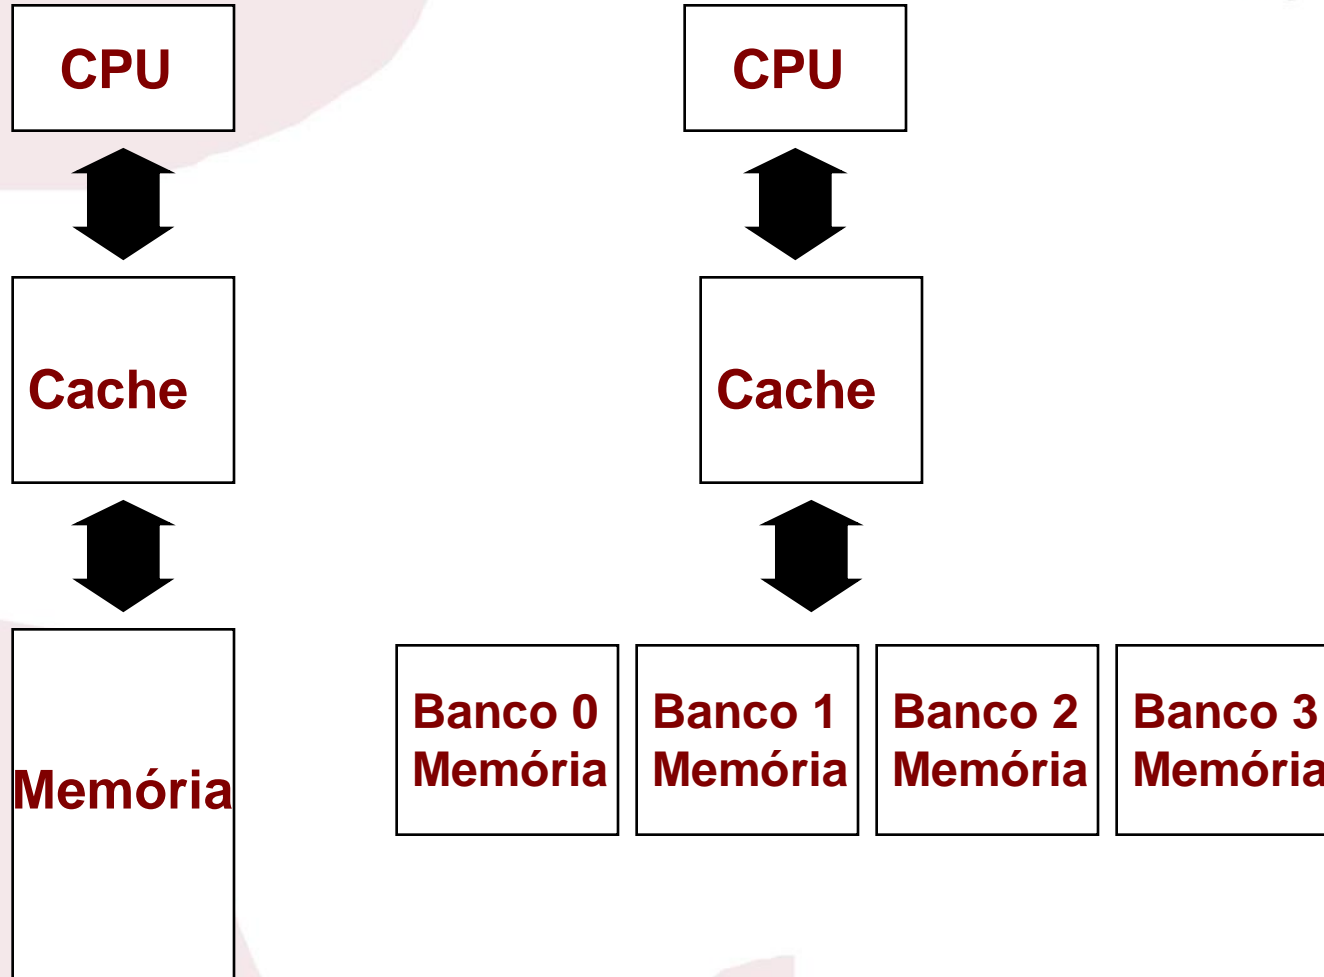 CPU
Cache
Memória
CPU
Cache
Banco 0
Memória
Banco 1
Memória
Banco 2
Memória
Banco 3
Memória